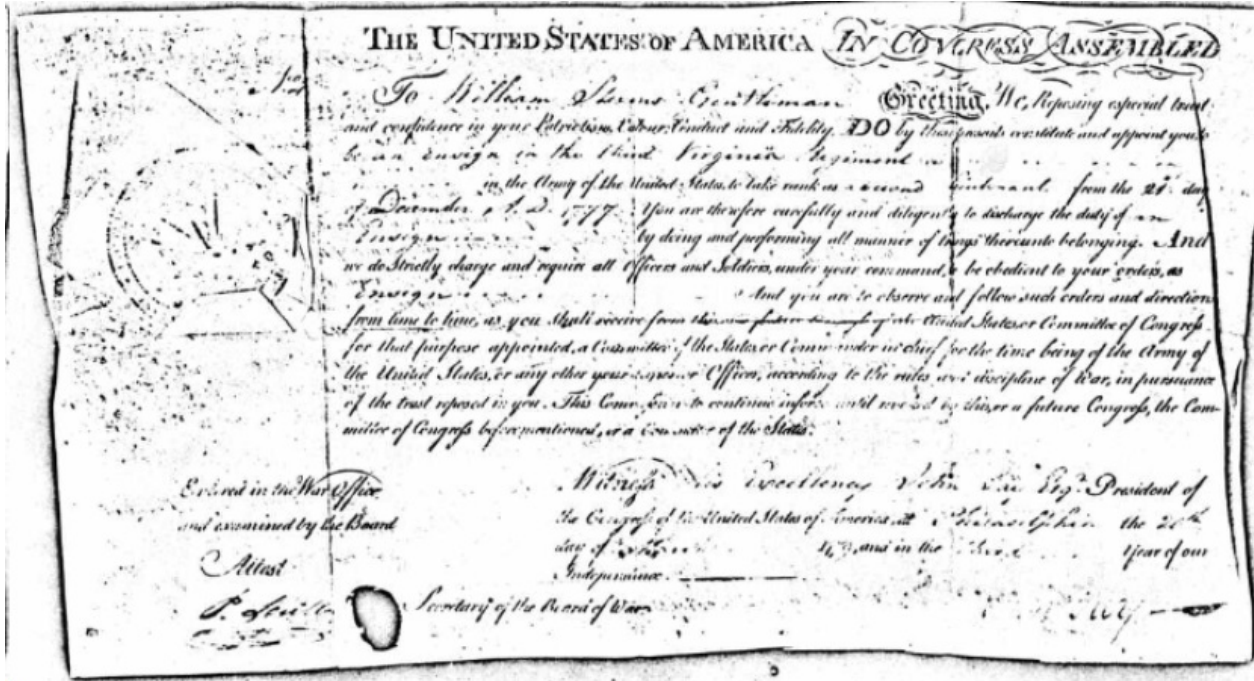 THE UNITED STATES OF AMERICA IN CONGRESS ASSEMBLED
To William Gentleman Greeting. We, Reposing especial trust
and confidence in your Patriotism, Valour, Conduct and Fidelity, DO by these presents constitute and appoint you to
be an Ensign in the third Virginia Regiment
in the Army of the United States, to take rank as second Lieutenant from the day
of December A. D. 1777 You are therefore carefully and diligently to discharge the duty of an
Ensign by doing and performing all manner of things thereunto belonging. And
we do strictly charge and require all Officers and Soldiers, under your command, to be obedient to your orders, as
Ensign And you are to observe and follow such orders and direction
from time to time, as you shall receive from this or a future Congress of the United States, or Committee of Congress
for that purpose appointed, a Committee of the States, or Commander in chief for the time being of the Army of
the United States, or any other your superior Officer, according to the rules and discipline of War, in pursuance
of the trust reposed in you. This Commission to continue in force until revoked by this, or a future Congress, the Com-
mittee of Congress before mentioned, or a Committee of the States.
Entered in the War Office
and examined by the Board
Attest
P. Scull
Secretary of the Board of War
Witness his Excellency John Jay Esqr. President of
the Congress of the United States of America, at Philadelphia the 20th
day of and in the third Year of our
Independence.